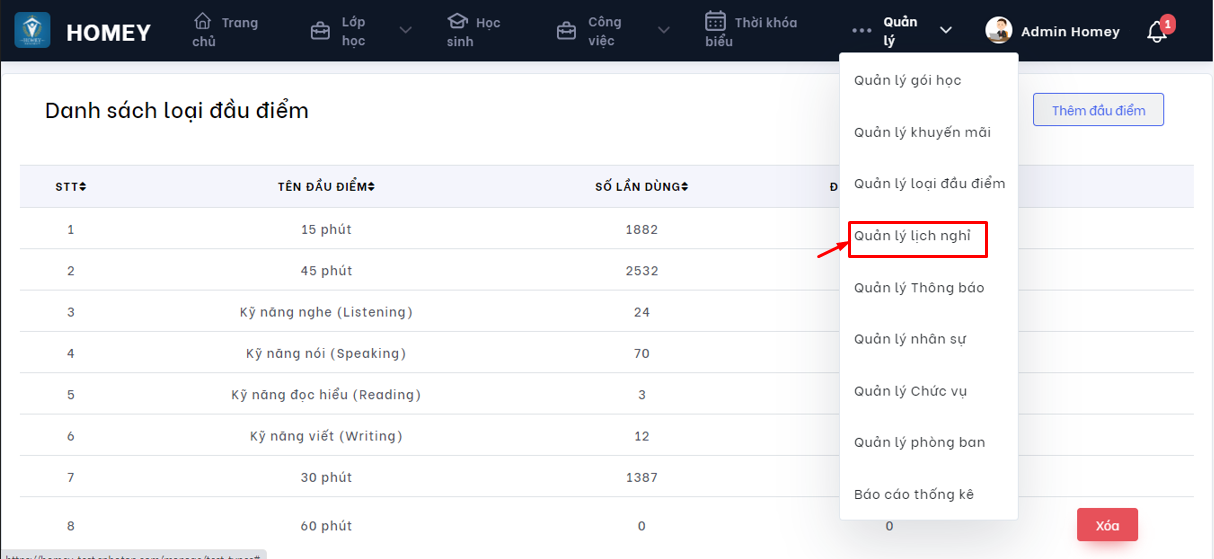 HOMEY
Trang chủ
Lớp học
Học sinh
Công việc
Thời khóa biểu
Quản lý
Admin Homey
1
Danh sách loại đầu điểm
Thêm đầu điểm
Quản lý gói học
Quản lý khuyến mãi
Quản lý loại đầu điểm
Quản lý lịch nghỉ
Quản lý Thông báo
Quản lý nhân sự
Quản lý Chức vụ
Quản lý phòng ban
Báo cáo thống kê
STT TÊN ĐẦU ĐIỂM SỐ LẦN DÙNG
1 15 phút 1882
2 45 phút 2532
3 Kỹ năng nghe (Listening) 24
4 Kỹ năng nói (Speaking) 70
5 Kỹ năng đọc hiểu (Reading) 3
6 Kỹ năng viết (Writing) 12
7 30 phút 1387
8 60 phút 0 0 Xóa